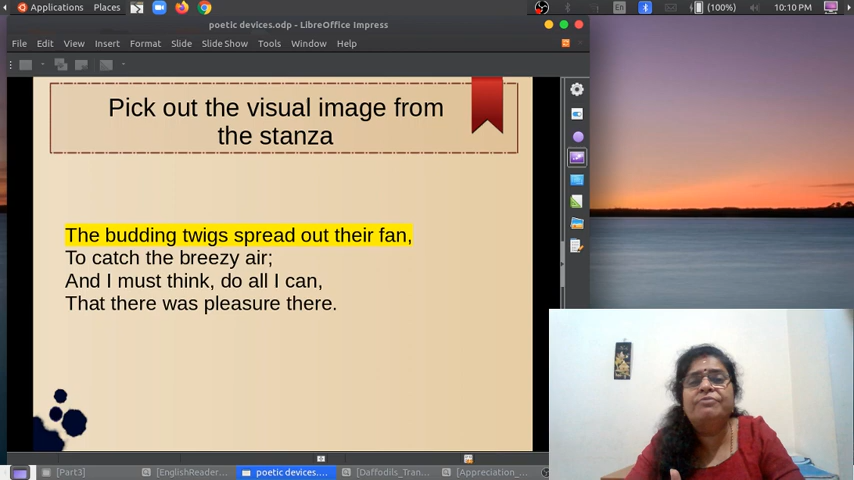 Applications
Places
En
(100%)
10:10 PM
poetic devices.odp - LibreOffice Impress
File Edit View Insert Format Slide Slide Show Tools Window Help
Pick out the visual image from
the stanza
The budding twigs spread out their fan,
To catch the breezy air;
And I must think, do all I can,
That there was pleasure there.
[Part3]
[EnglishReader...
poetic devices....
[Daffodils_Tran...
[Appreciation_...